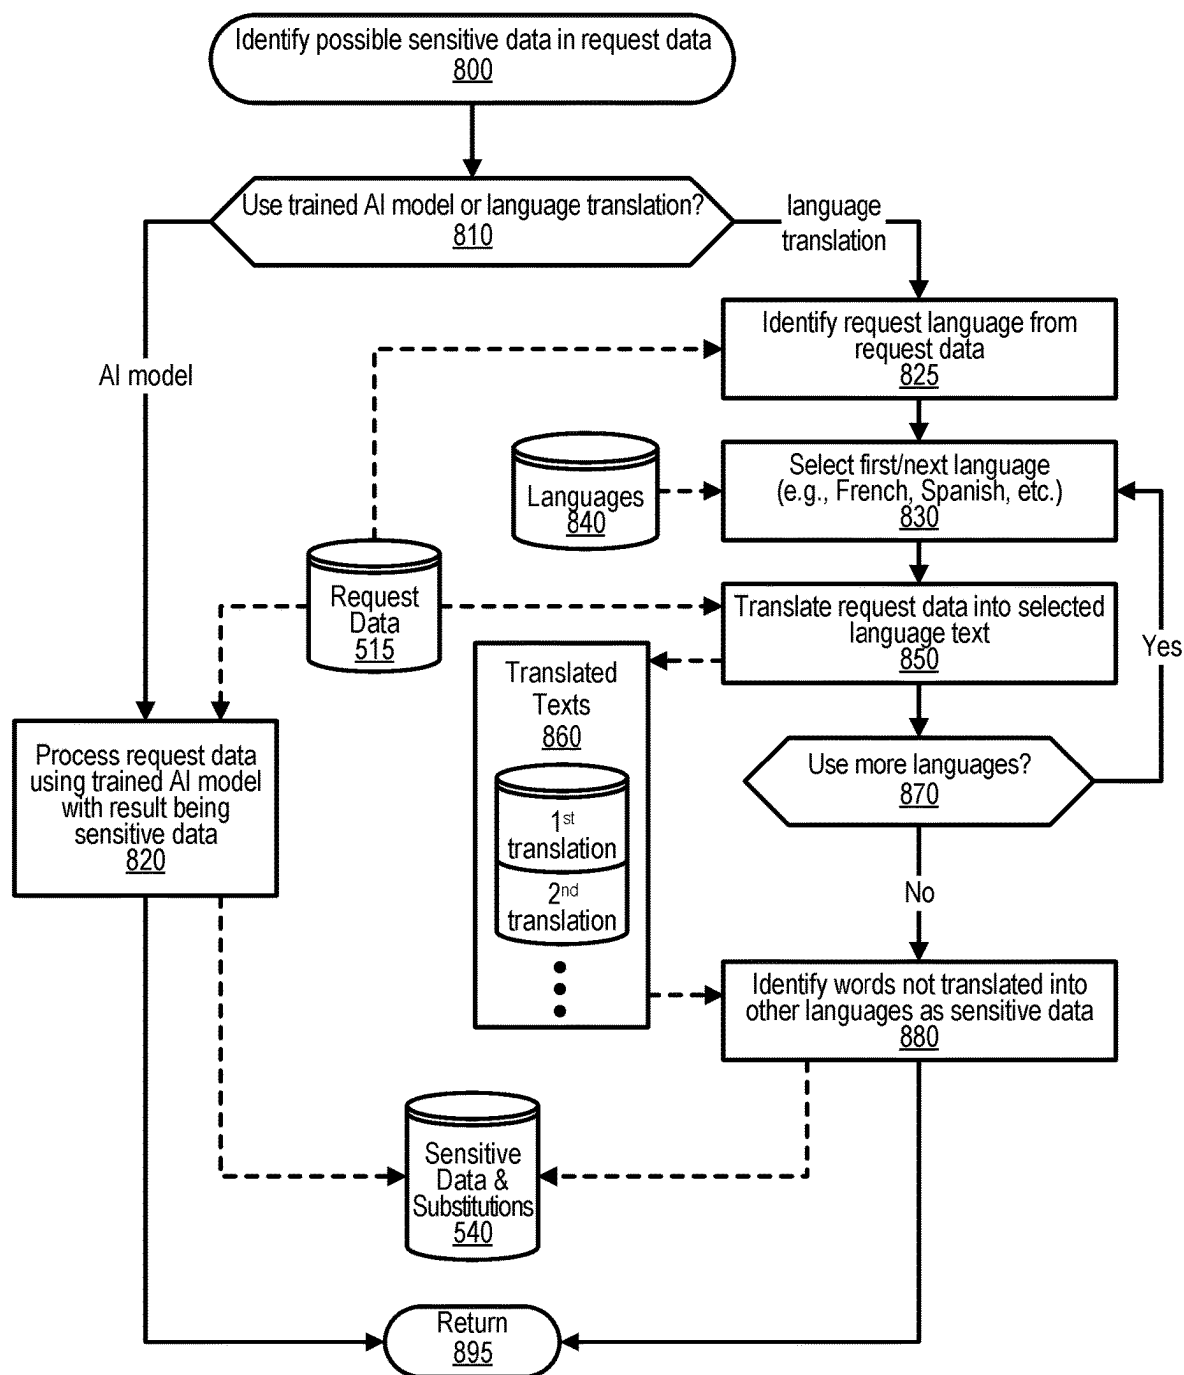 Identify possible sensitive data in request data
800
Use trained AI model or language translation?
810
language
translation
AI model
Identify request language from
request data
825
Languages
840
Select first/next language
(e.g., French, Spanish, etc.)
830
Request
Data
515
Translate request data into selected
language text
850
Yes
Translated
Texts
860
1st
translation
2nd
translation
Use more languages?
870
Process request data
using trained AI model
with result being
sensitive data
820
No
Identify words not translated into
other languages as sensitive data
880
Sensitive
Data &
Substitutions
540
Return
895